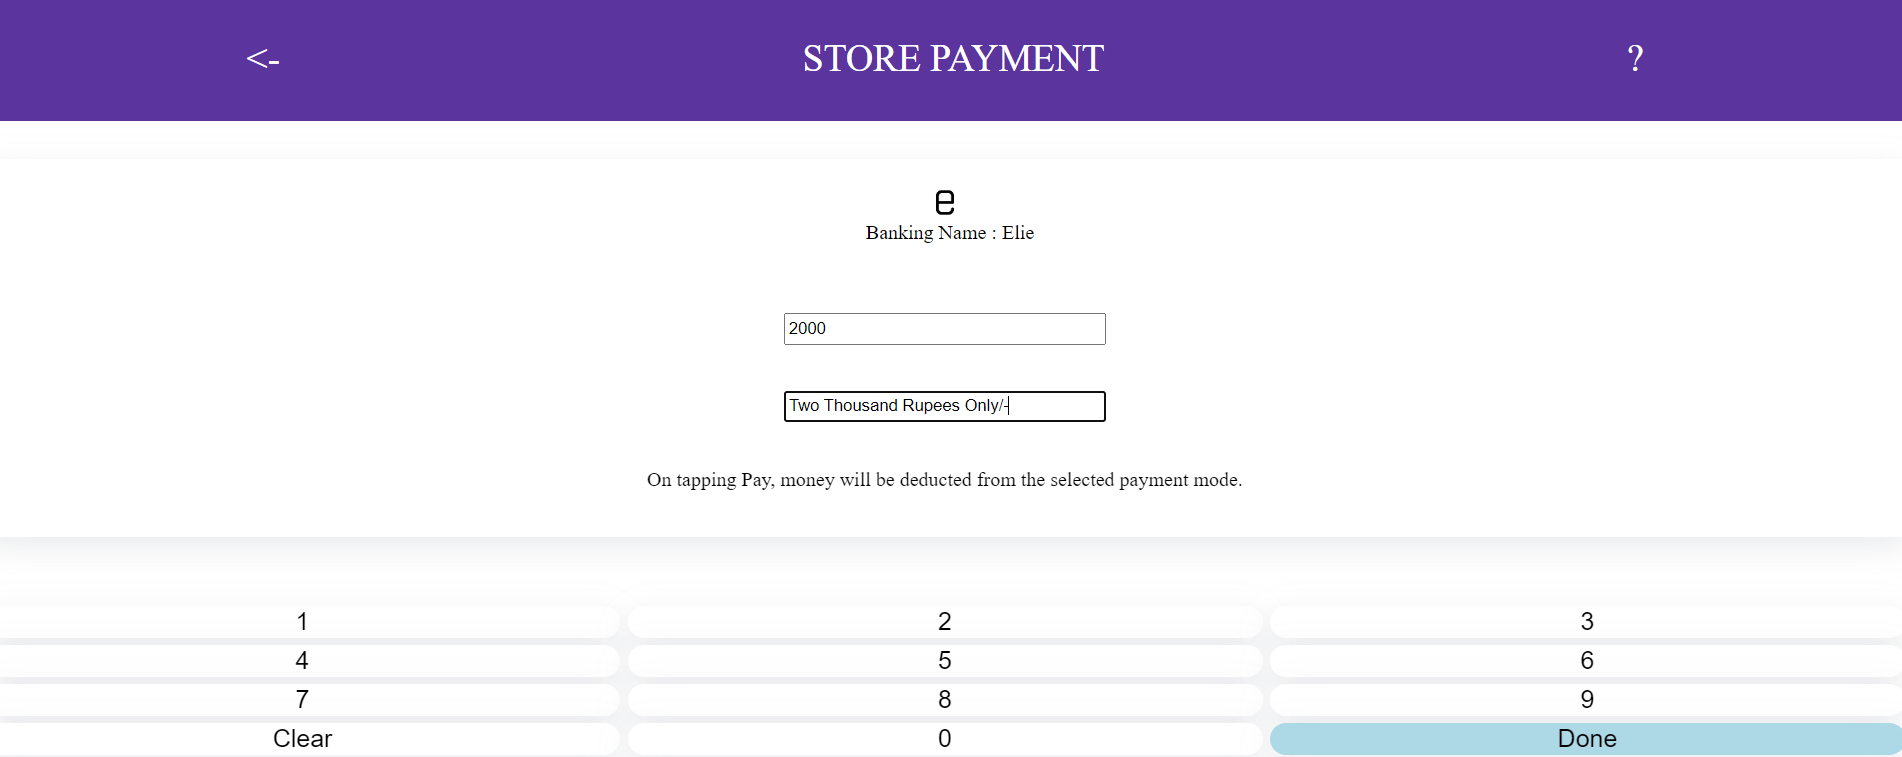 <- STORE PAYMENT ?
e
Banking Name : Elie
2000
Two Thousand Rupees Only/-
On tapping Pay, money will be deducted from the selected payment mode.
1 2 3
4 5 6
7 8 9
Clear 0 Done